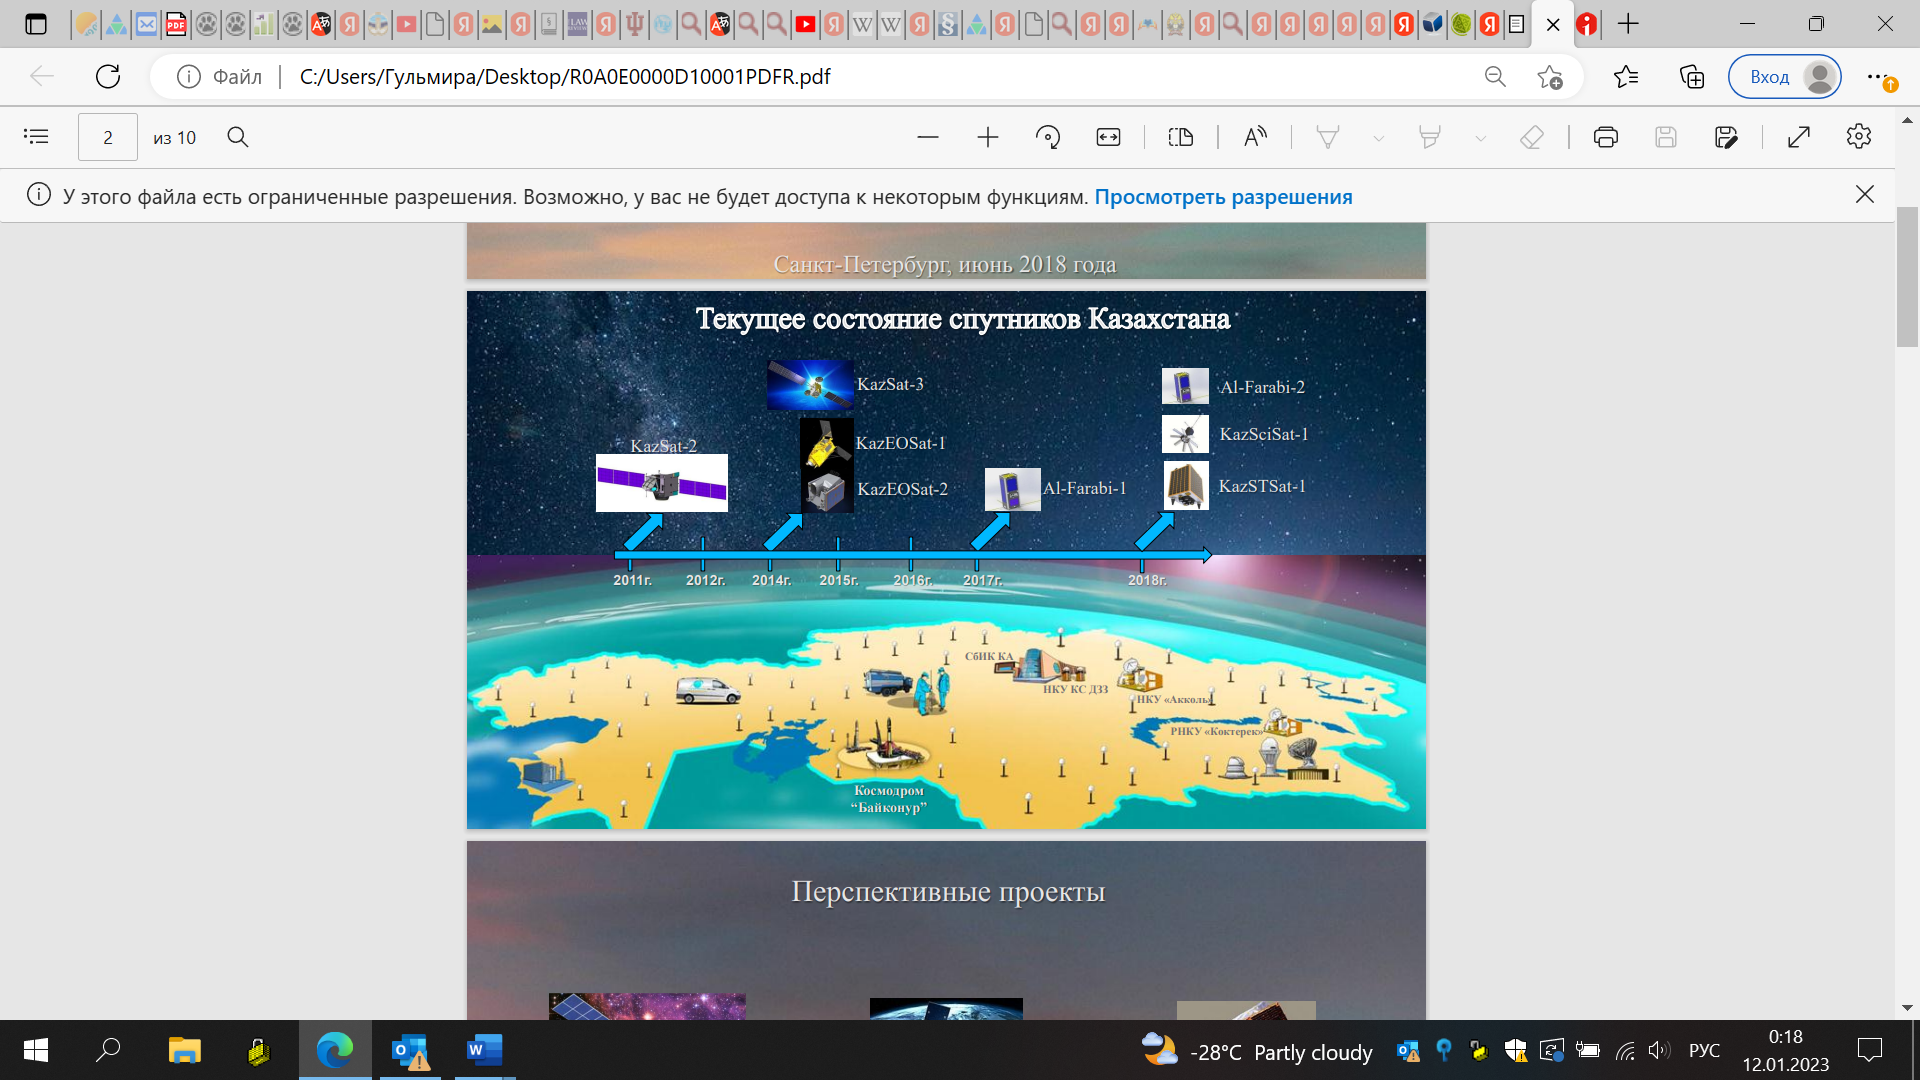 Файл
C:/Users/Гульмира/Desktop/R0A0E0000D10001PDFR.pdf
Вход
2
из 10
У этого файла есть ограниченные разрешения. Возможно, у вас не будет доступа к некоторым функциям. Просмотреть разрешения
Санкт-Петербург, июнь 2018 года
Текущее состояние спутников Казахстана
KazSat-3
Al-Farabi-2
KazSciSat-1
KazSat-2
KazEOSat-1
KazEOSat-2
Al-Farabi-1
KazSTSat-1
2011г.
2012г.
2014г.
2015г.
2016г.
2017г.
2018г.
СбИК КА
НКУ КС ДЗЗ
НКУ «Акколь»
РНКУ «Коктерек»
Космодром
“Байконур”
Перспективные проекты
-28°C Partly cloudy
РУС
0:18
12.01.2023